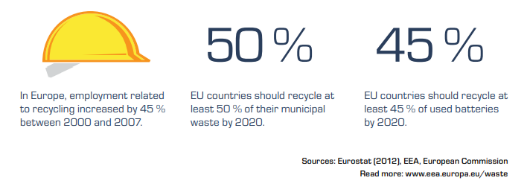 50 %
45 %
In Europe, employment related
to recycling increased by 45 %
between 2000 and 2007.
EU countries should recycle at
least 50 % of their municipal
waste by 2020.
EU countries should recycle at
least 45 % of used batteries
by 2020.
Sources: Eurostat (2012), EEA, European Commission
Read more: www.eea.europa.eu/waste